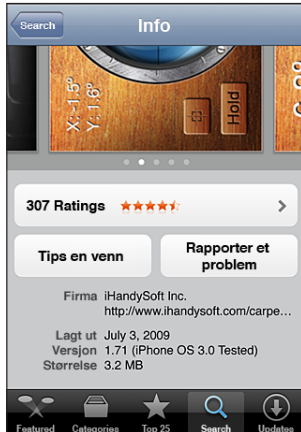 Search
Info
X:-1.5°
Y: 1.6°
Hold
307 Ratings
Tips en venn
Rapporter et
problem
Firma iHandySoft Inc.
http://www.ihandysoft.com/carpe...
Lagt ut July 3, 2009
Versjon 1.71 (iPhone OS 3.0 Tested)
Størrelse 3.2 MB
Featured Categories Top 25 Search Updates